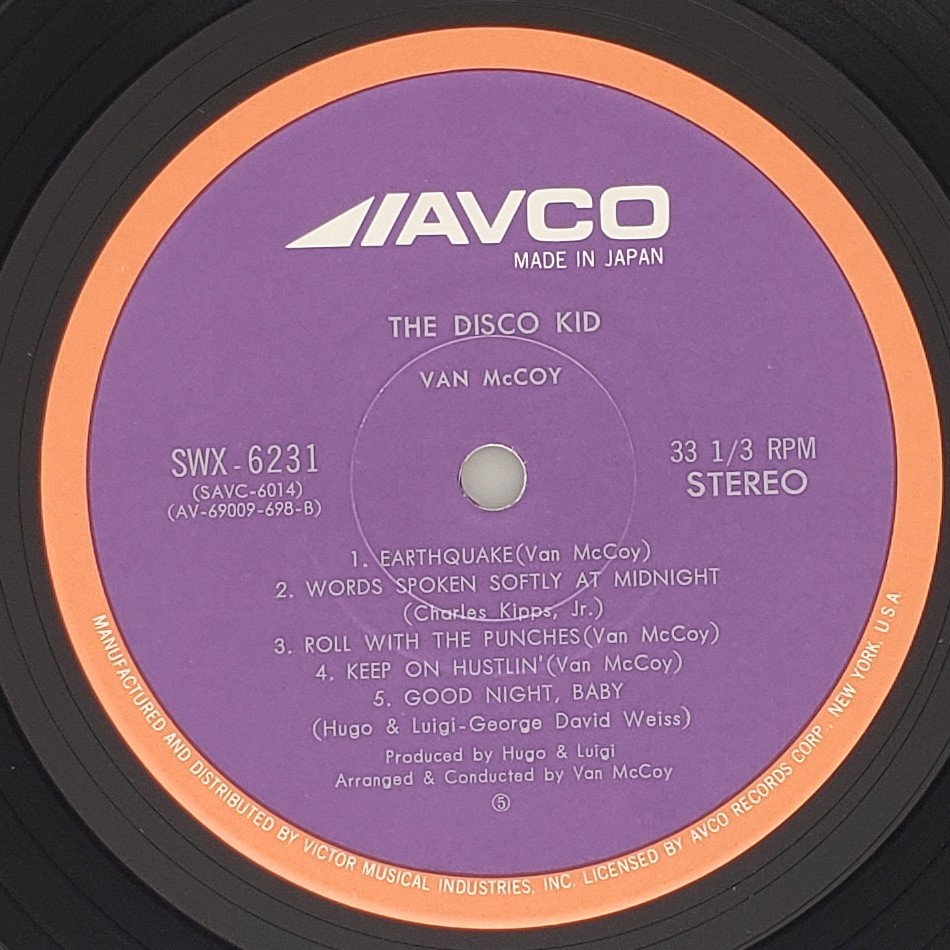 AVCO
MADE IN JAPAN
THE DISCO KID
VAN McCOY
SWX-6231
(SAVC-6014)
(AV-69009-698-B)
33 1/3 RPM
STEREO
1. EARTHQUAKE(Van McCoy)
2. WORDS SPOKEN SOFTLY AT MIDNIGHT
(Charles Kipps, Jr.)
3. ROLL WITH THE PUNCHES(Van McCoy)
4. KEEP ON HUSTLIN'(Van McCoy)
5. GOOD NIGHT, BABY
(Hugo & Luigi-George David Weiss)
Produced by Hugo & Luigi
Arranged & Conducted by Van McCoy
⑤
MANUFACTURED AND DISTRIBUTED BY VICTOR MUSICAL INDUSTRIES, INC. LICENSED BY AVCO RECORDS CORP., NEW YORK, U.S.A.